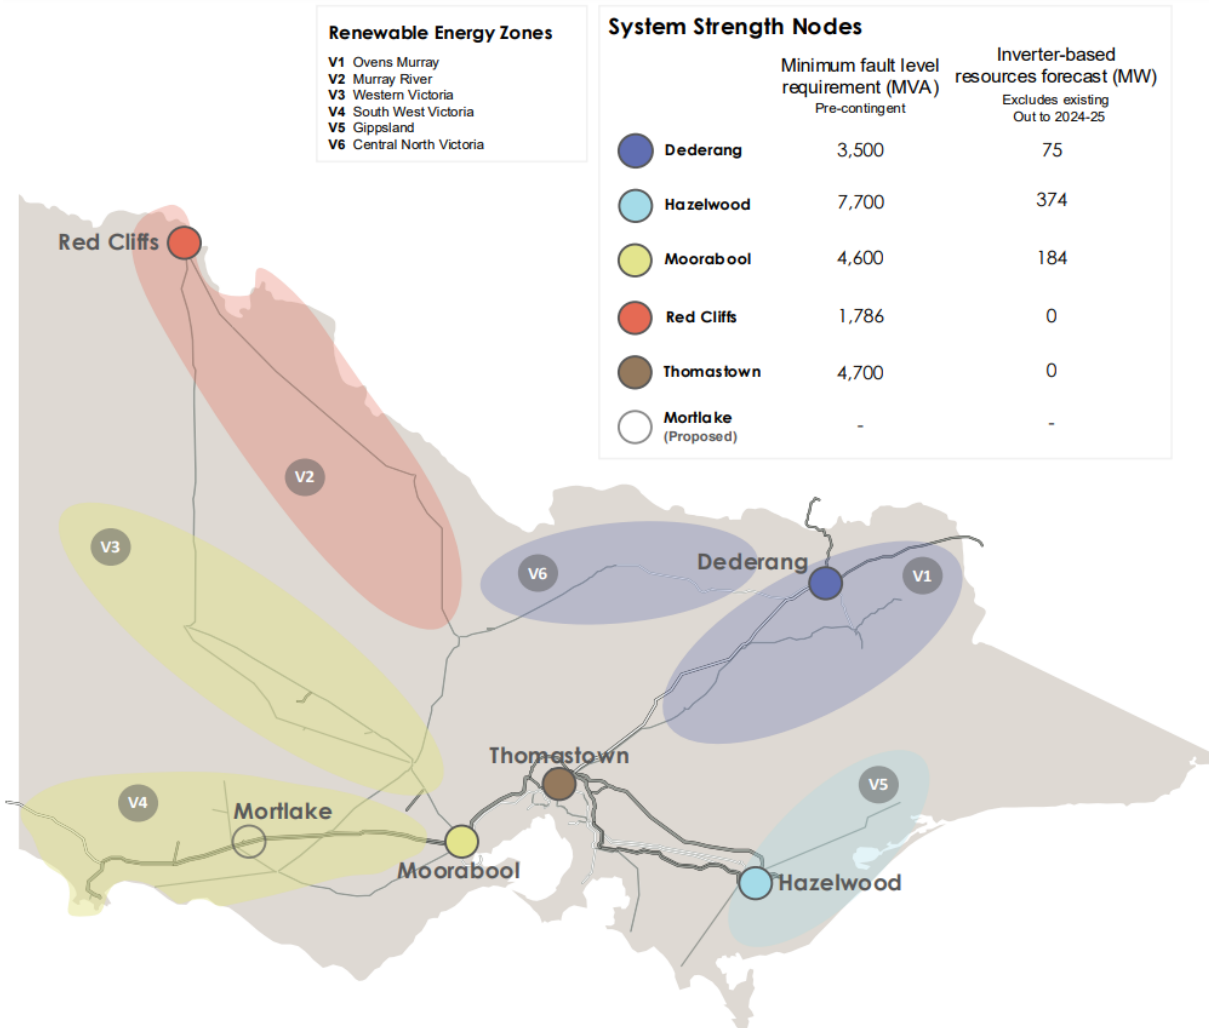 Renewable Energy Zones
V1 Ovens Murray
V2 Murray River
V3 Western Victoria
V4 South West Victoria
V5 Gippsland
V6 Central North Victoria
System Strength Nodes
Minimum fault level
requirement (MVA)
Pre-contingent
Inverter-based
resources forecast (MW)
Excludes existing
Out to 2024-25
Dederang 3,500 75
Hazelwood 7,700 374
Moorabool 4,600 184
Red Cliffs 1,786 0
Thomastown 4,700 0
Mortlake - -
(Proposed)
Red Cliffs
V2
V3
V6
Dederang
V1
Thomastown
V5
V4
Mortlake
Moorabool
Hazelwood